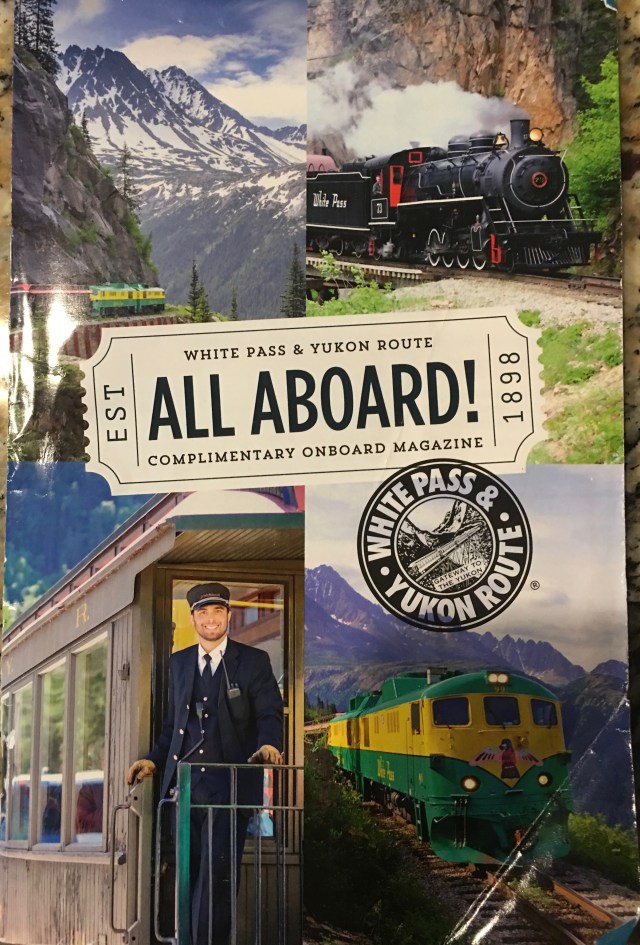 White Pass
73
WHITE PASS & YUKON ROUTE
EST
ALL ABOARD!
1898
COMPLIMENTARY ONBOARD MAGAZINE
WHITE PASS &
GATEWAY TO
THE YUKON
YUKON ROUTE
®
99
White Pass